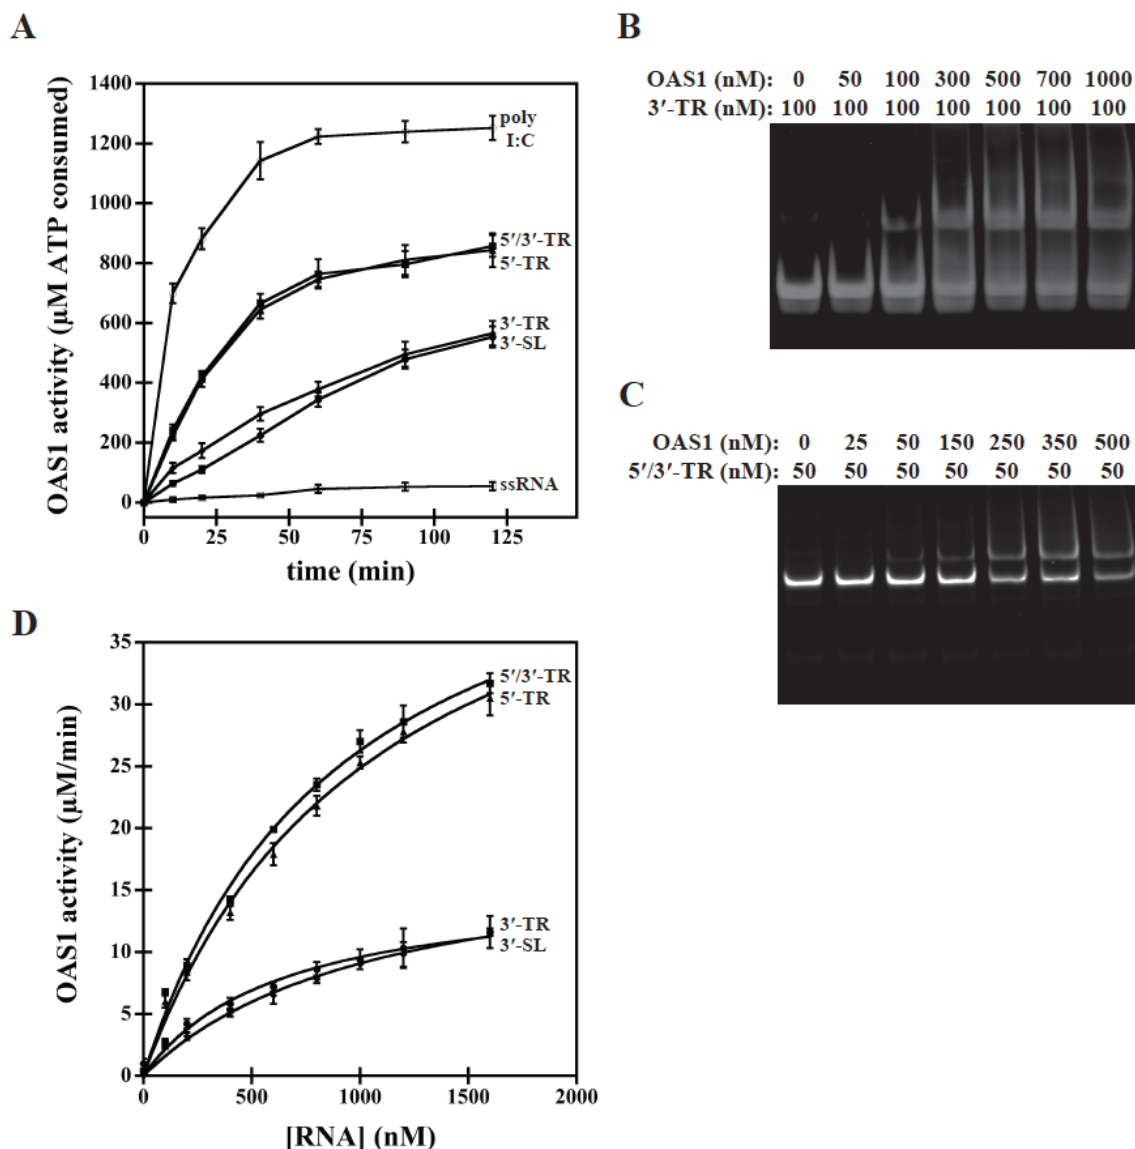 A
OAS1 activity (µM ATP consumed)
1400
1200
1000
800
600
400
200
0
poly
I:C
5′/3′-TR
5′-TR
3′-TR
3′-SL
ssRNA
0 25 50 75 100 125
time (min)
B
OAS1 (nM): 0 50 100 300 500 700 1000
3′-TR (nM): 100 100 100 100 100 100 100
C
OAS1 (nM): 0 25 50 150 250 350 500
5′/3′-TR (nM): 50 50 50 50 50 50 50
D
OAS1 activity (µM/min)
35
30
25
20
15
10
5
0
5′/3′-TR
5′-TR
3′-TR
3′-SL
0 500 1000 1500 2000
[RNA] (nM)